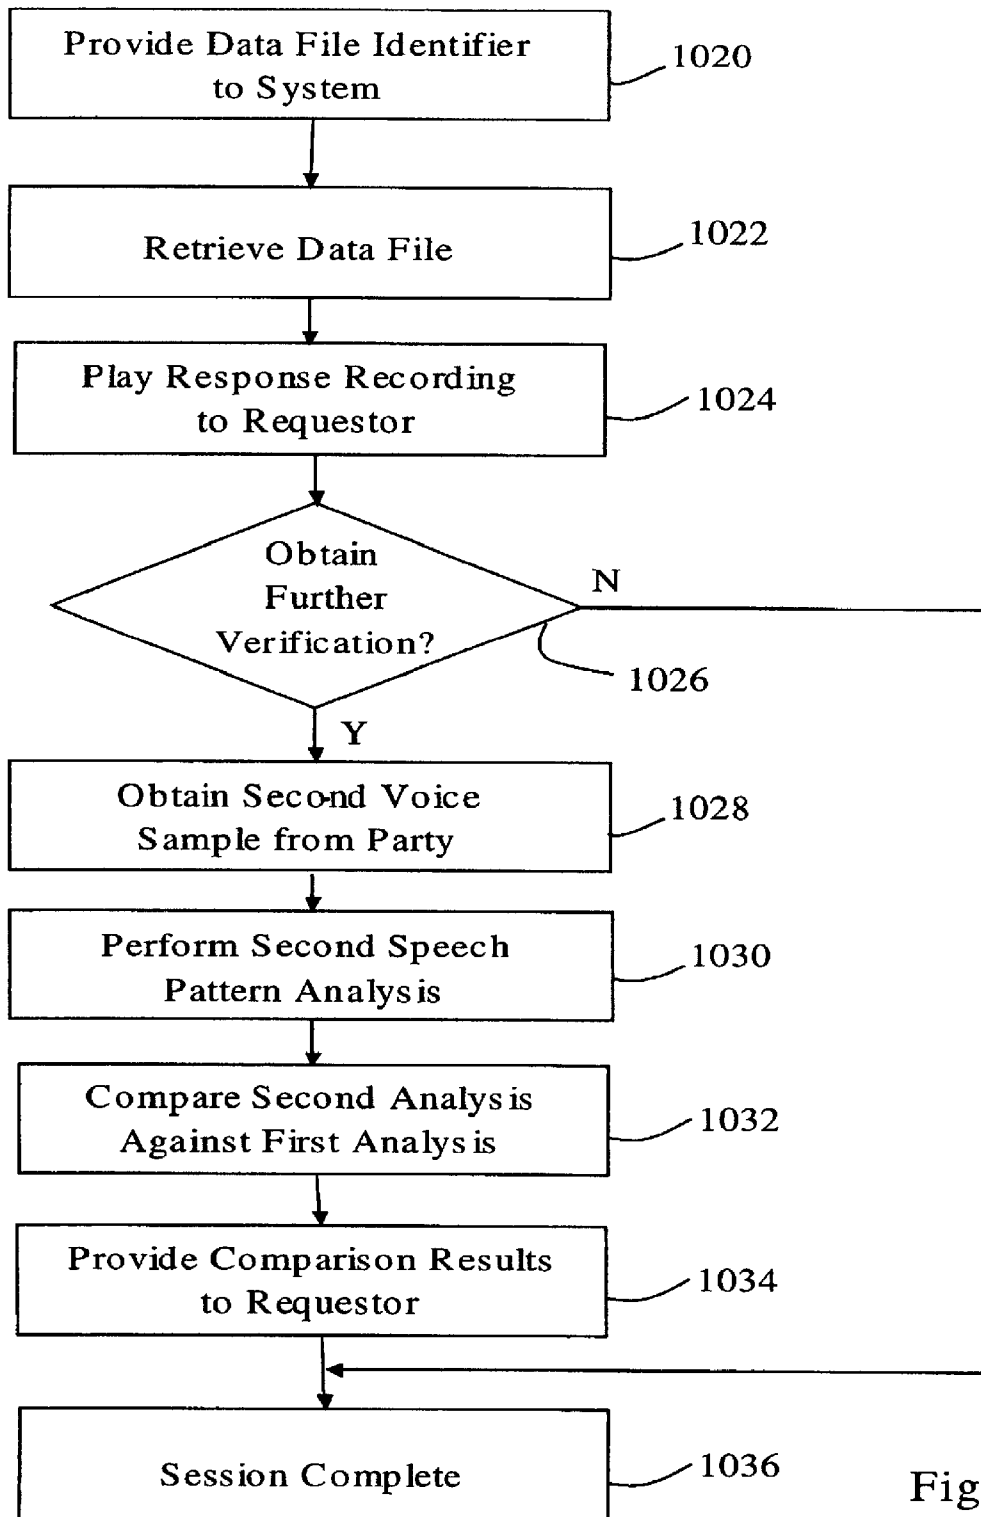 Provide Data File Identifier
to System
1020
Retrieve Data File
1022
Play Response Recording
to Requestor
1024
Obtain
Further
Verification?
N
1026
Y
Obtain Second Voice
Sample from Party
1028
Perform Second Speech
Pattern Analysis
1030
Compare Second Analysis
Against First Analysis
1032
Provide Comparison Results
to Requestor
1034
Session Complete
1036
Fig